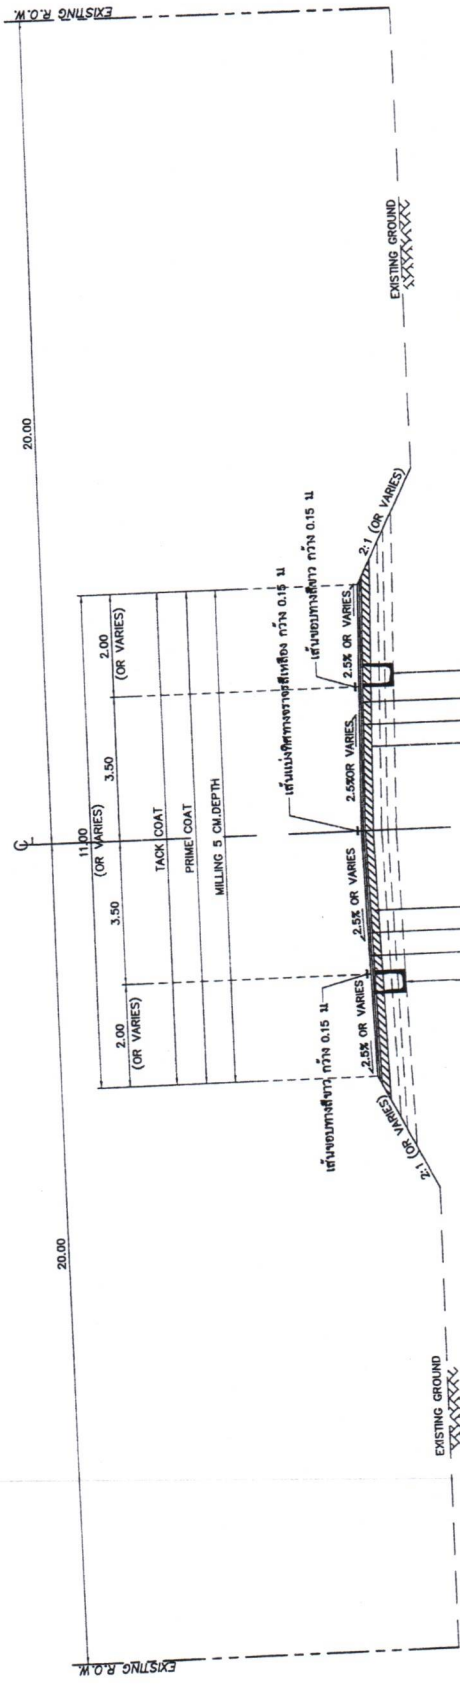 EXISTING R.O.W.
20.00
℄
20.00
EXISTING R.O.W.
11.00
(OR VARIES)
2.00
(OR VARIES)
3.50
3.50
2.00
(OR VARIES)
TACK COAT
PRIME COAT
MILLING 5 CM.DEPTH
เส้นขอบทางสีขาว กว้าง 0.15 ม
เส้นแบ่งทิศทางจราจรสีเหลือง กว้าง 0.15 ม
เส้นขอบทางสีขาว กว้าง 0.15 ม
2.5% OR VARIES
2.5% OR VARIES
2.5%OR VARIES
2.5% OR VARIES
2:1 (OR VARIES)
2:1 (OR VARIES)
EXISTING GROUND
EXISTING GROUND